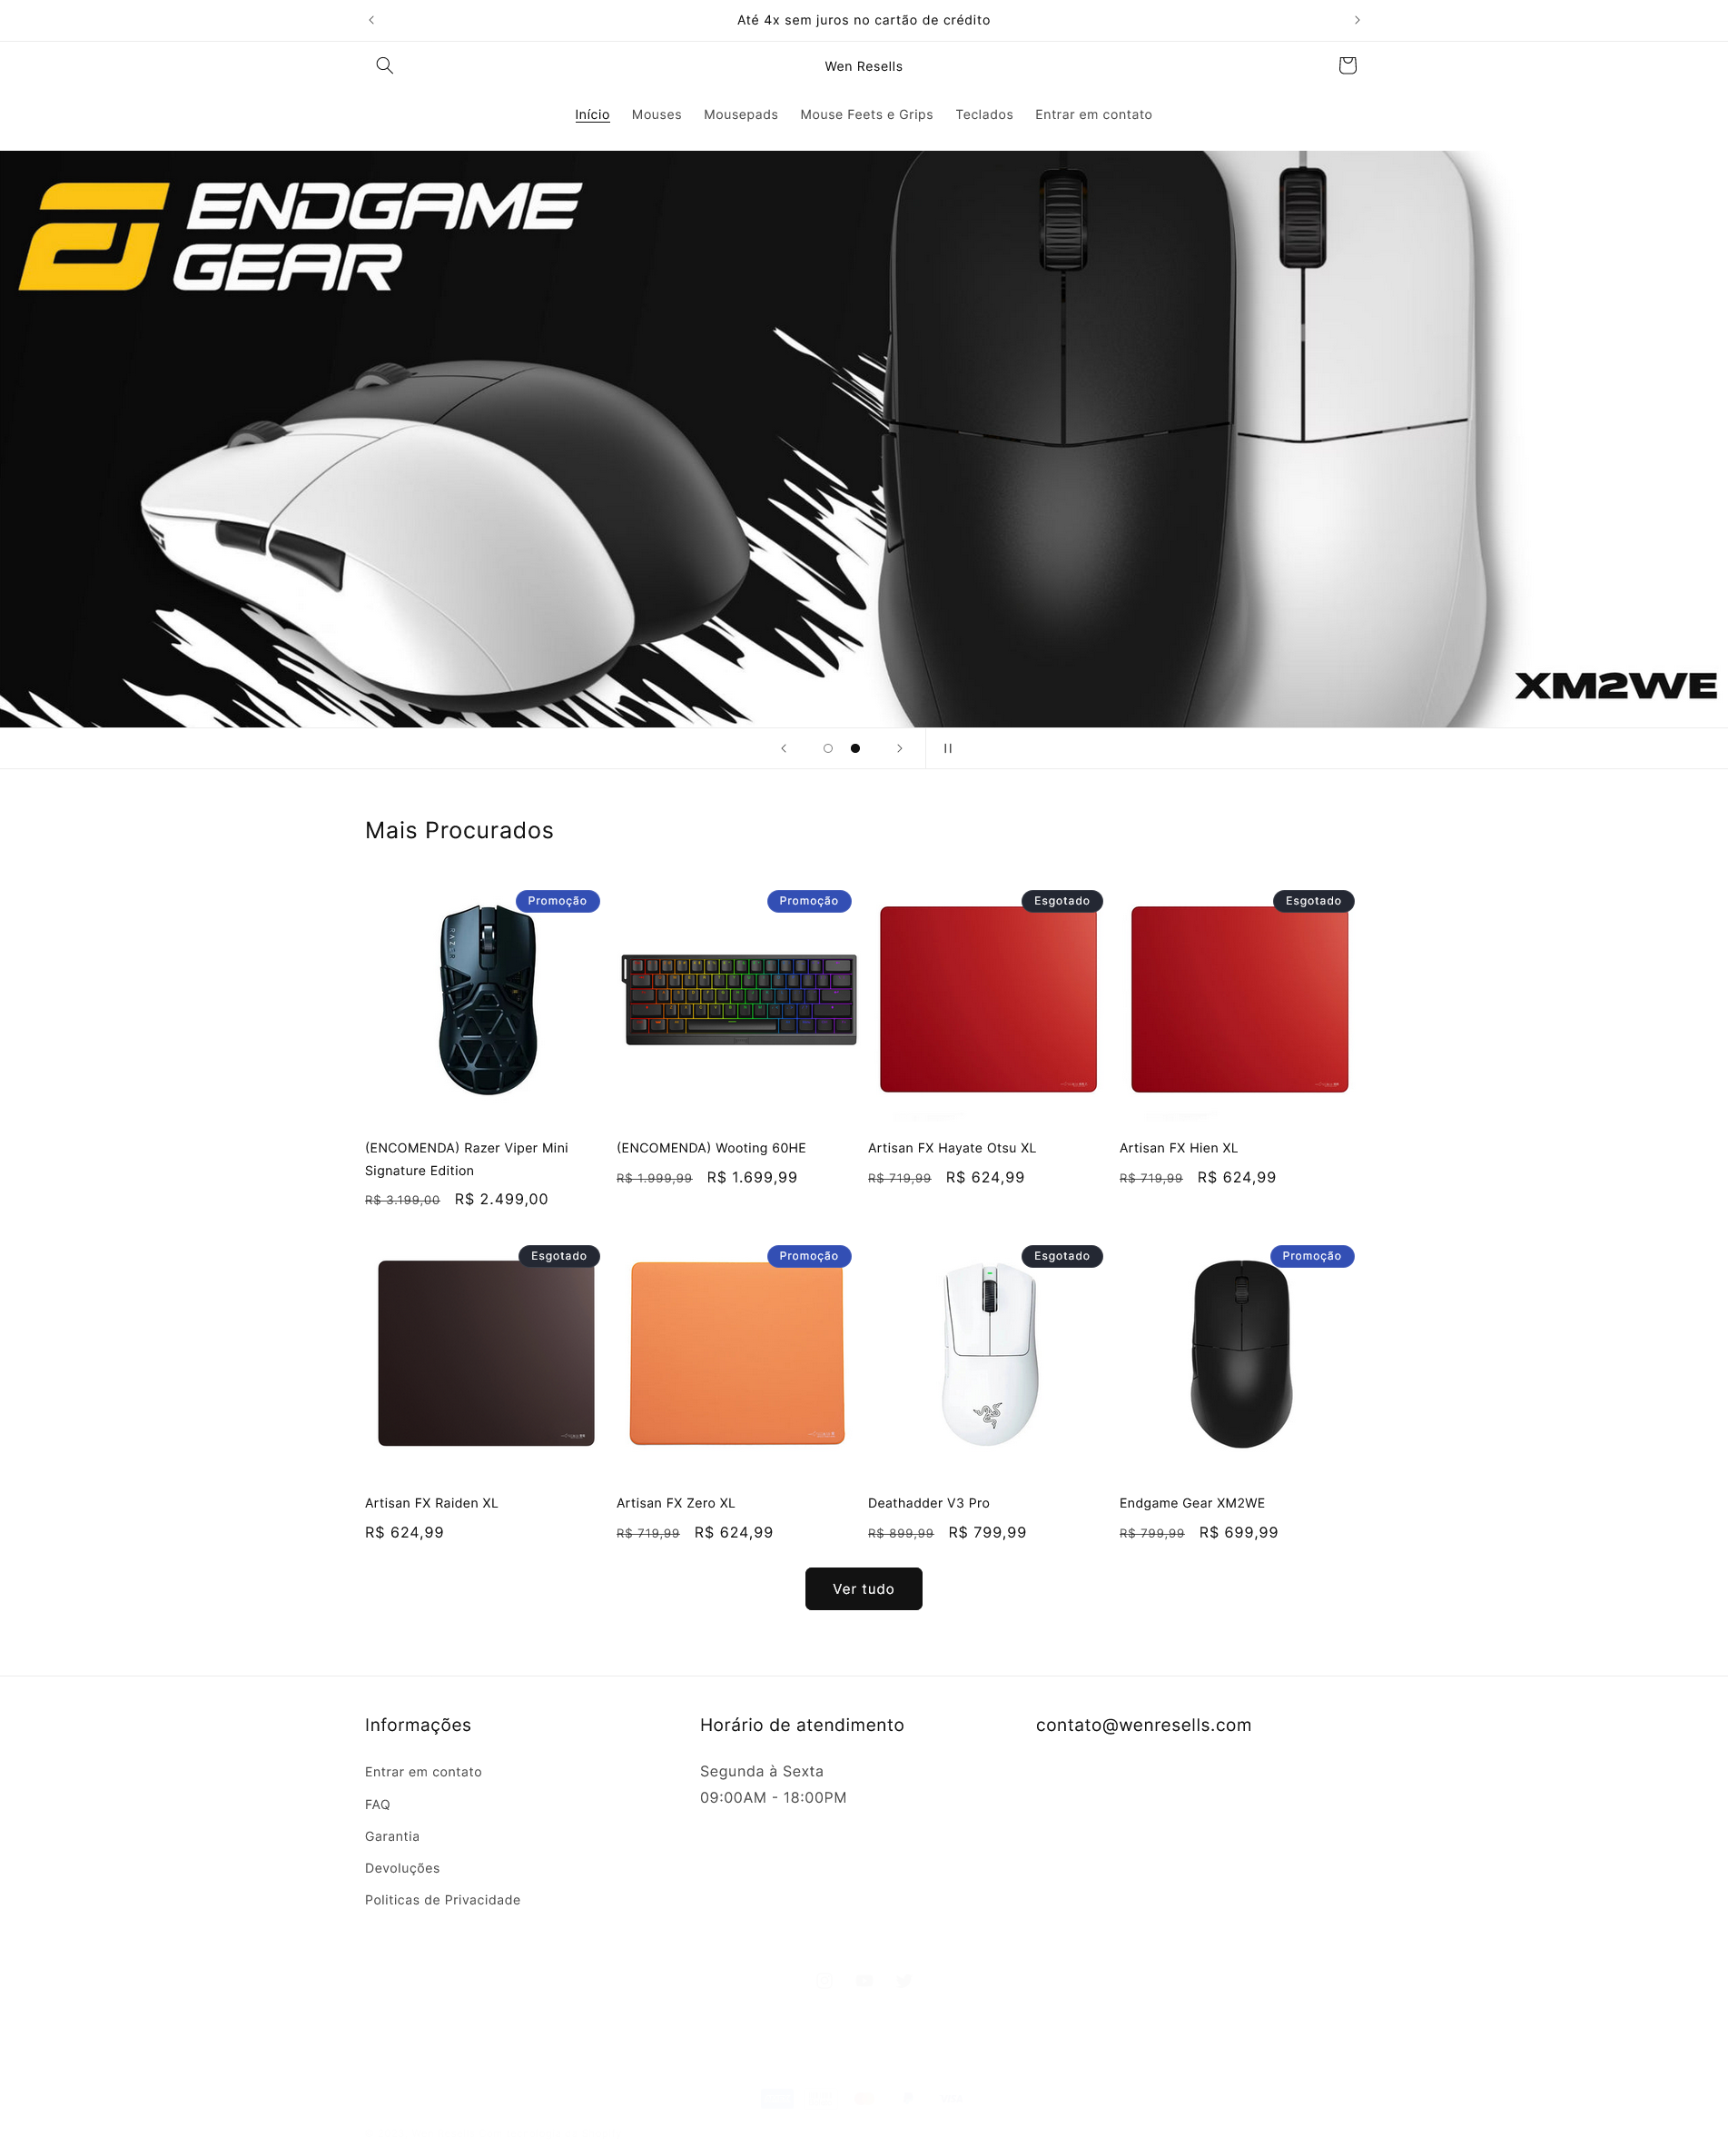 Até 4x sem juros no cartão de crédito
Wen Resells
Início Mouses Mousepads Mouse Feets e Grips Teclados Entrar em contato
ENDGAME
GEAR
XM2WE
Mais Procurados
Promoção
Promoção
Esgotado
Esgotado
RAZER
(ENCOMENDA) Razer Viper Mini
Signature Edition
R$ 3.199,00 R$ 2.499,00
(ENCOMENDA) Wooting 60HE
R$ 1.999,99 R$ 1.699,99
Artisan FX Hayate Otsu XL
R$ 719,99 R$ 624,99
Artisan FX Hien XL
R$ 719,99 R$ 624,99
Esgotado
Promoção
Esgotado
Promoção
Artisan FX Raiden XL
R$ 624,99
Artisan FX Zero XL
R$ 719,99 R$ 624,99
Deathadder V3 Pro
R$ 899,99 R$ 799,99
Endgame Gear XM2WE
R$ 799,99 R$ 699,99
Ver tudo
Informações
Entrar em contato
FAQ
Garantia
Devoluções
Politicas de Privacidade
Horário de atendimento
Segunda à Sexta
09:00AM - 18:00PM
contato@wenresells.com